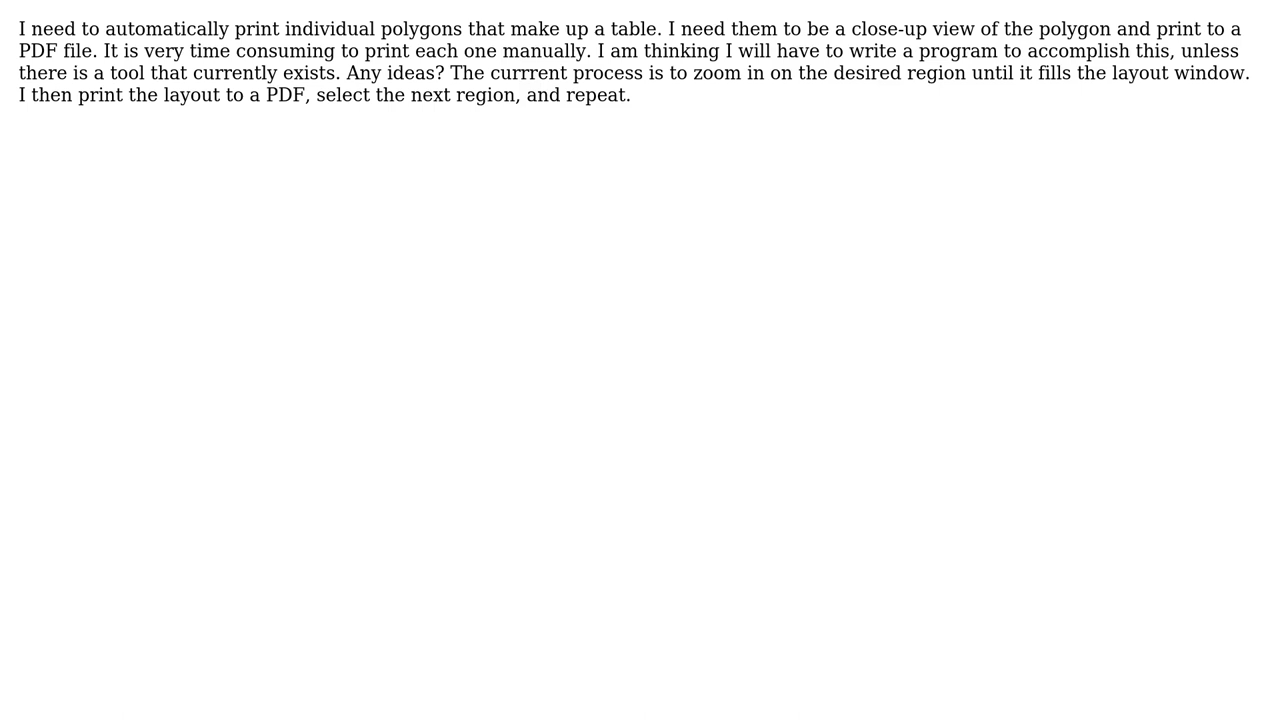 I need to automatically print individual polygons that make up a table. I need them to be a close-up view of the polygon and print to a
PDF file. It is very time consuming to print each one manually. I am thinking I will have to write a program to accomplish this, unless
there is a tool that currently exists. Any ideas? The currrent process is to zoom in on the desired region until it fills the layout window.
I then print the layout to a PDF, select the next region, and repeat.